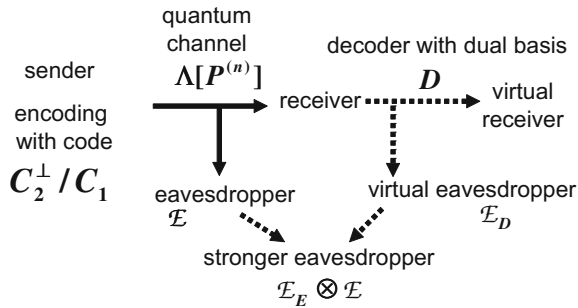 quantum
channel
Λ[P^{(n)}]
decoder with dual basis
D
sender
receiver
virtual
receiver
encoding
with code
C_2^⊥ / C_1
eavesdropper
ℰ
virtual eavesdropper
ℰ_D
stronger eavesdropper
ℰ_E ⊗ ℰ